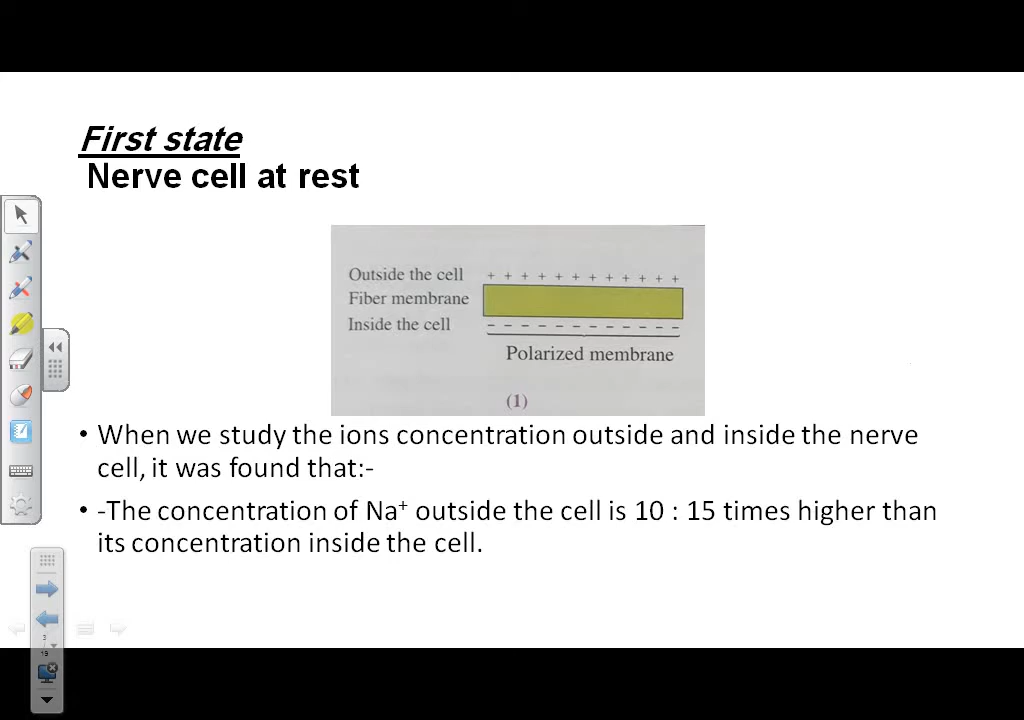 First state
Nerve cell at rest
Outside the cell + + + + + + + + + + + +
Fiber membrane
Inside the cell – – – – – – – – – – – –
Polarized membrane
(1)
• When we study the ions concentration outside and inside the nerve
cell, it was found that:-
• -The concentration of Na⁺ outside the cell is 10 : 15 times higher than
its concentration inside the cell.
3
19